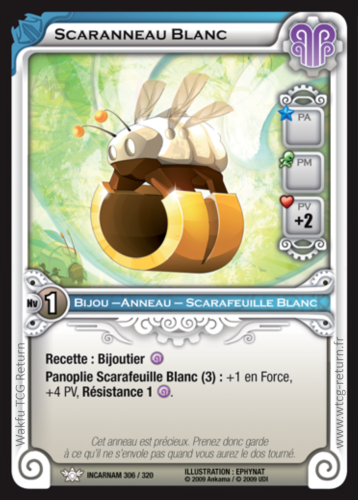 Scaranneau Blanc
PA
PM
PV
+2
Nv 1
Bijou – Anneau – Scarafeuille Blanc
Recette : Bijoutier
Panoplie Scarafeuille Blanc (3) : +1 en Force,
+4 PV, Résistance 1 .
Cet anneau est précieux. Prenez donc garde
à ce qu'il ne s'envole pas quand vous aurez le dos tourné.
INCARNAM 306 / 320
ILLUSTRATION : EPHYNAT
© 2009 Ankama / © 2009 UDI
Wakfu TCG Return
www.wtcg-return.fr